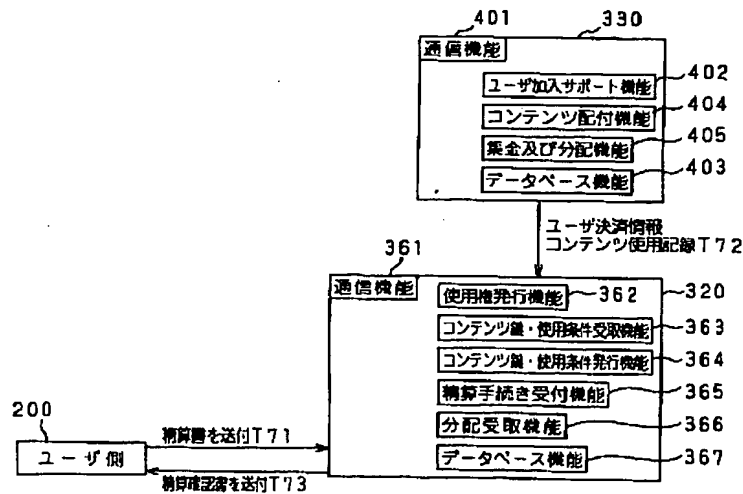 401
330
通信機能
ユーザ加入サポート機能
402
コンテンツ配付機能
404
集金及び分配機能
405
データベース機能
403
ユーザ決済情報
コンテンツ使用記録T72
361
通信機能
使用権発行機能
362
320
コンテンツ鍵・使用条件受取機能
363
コンテンツ鍵・使用条件発行機能
364
精算手続き受付機能
365
分配受取機能
366
データベース機能
367
200
ユーザ側
精算書を送付T71
精算確認書を送付T73